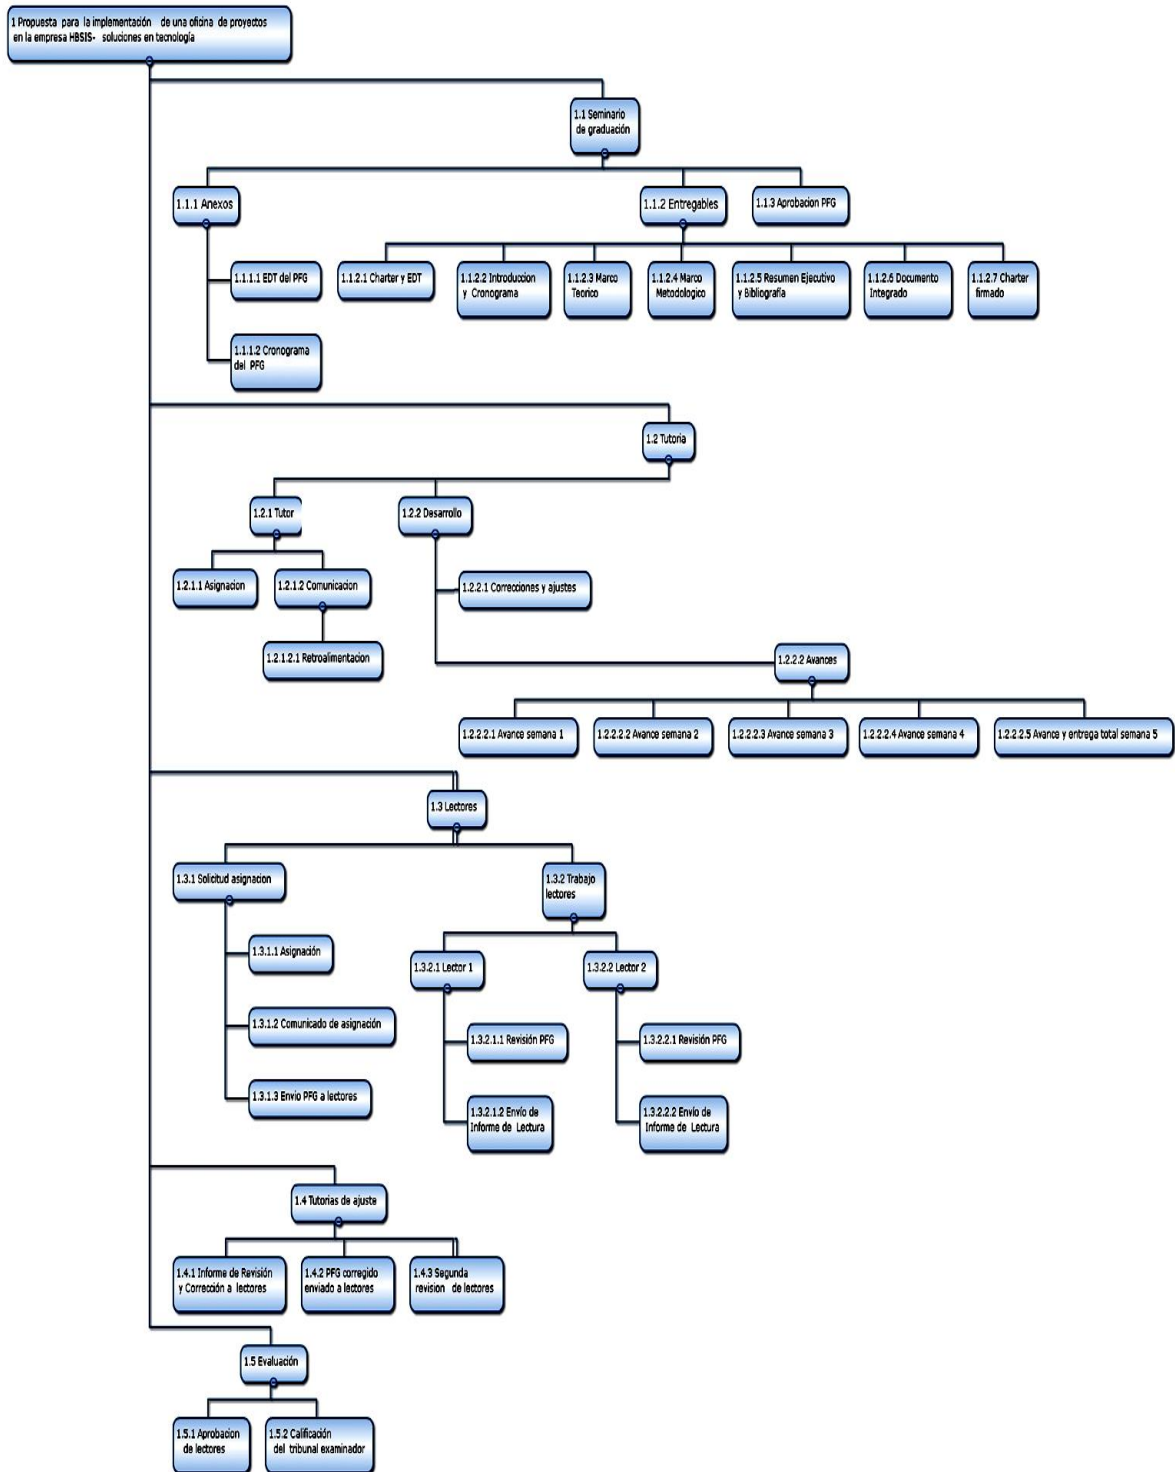 1 Propuesta para la implementación de una oficina de proyectos
en la empresa HBSIS- soluciones en tecnología
1.1 Seminario
de graduación
1.1.1 Anexos
1.1.2 Entregables
1.1.3 Aprobacion PFG
1.1.1.1 EDT del PFG
1.1.2.1 Charter y EDT
1.1.2.2 Introduccion
y Cronograma
1.1.2.3 Marco
Teorico
1.1.2.4 Marco
Metodologico
1.1.2.5 Resumen Ejecutivo
y Bibliografía
1.1.2.6 Documento
Integrado
1.1.2.7 Charter
firmado
1.1.1.2 Cronograma
del PFG
1.2 Tutoria
1.2.1 Tutor
1.2.2 Desarrollo
1.2.1.1 Asignacion
1.2.1.2 Comunicacion
1.2.2.1 Correcciones y ajustes
1.2.1.2.1 Retroalimentacion
1.2.2.2 Avances
1.2.2.2.1 Avance semana 1
1.2.2.2.2 Avance semana 2
1.2.2.2.3 Avance semana 3
1.2.2.2.4 Avance semana 4
1.2.2.2.5 Avance y entrega total semana 5
1.3 Lectores
1.3.1 Solicitud asignacion
1.3.2 Trabajo
lectores
1.3.1.1 Asignación
1.3.2.1 Lector 1
1.3.2.2 Lector 2
1.3.1.2 Comunicado de asignación
1.3.2.1.1 Revisión PFG
1.3.2.2.1 Revisión PFG
1.3.1.3 Envio PFG a lectores
1.3.2.1.2 Envío de
Informe de Lectura
1.3.2.2.2 Envío de
Informe de Lectura
1.4 Tutorias de ajuste
1.4.1 Informe de Revisión
y Corrección a lectores
1.4.2 PFG corregido
enviado a lectores
1.4.3 Segunda
revision de lectores
1.5 Evaluación
1.5.1 Aprobacion
de lectores
1.5.2 Calificación
del tribunal examinador